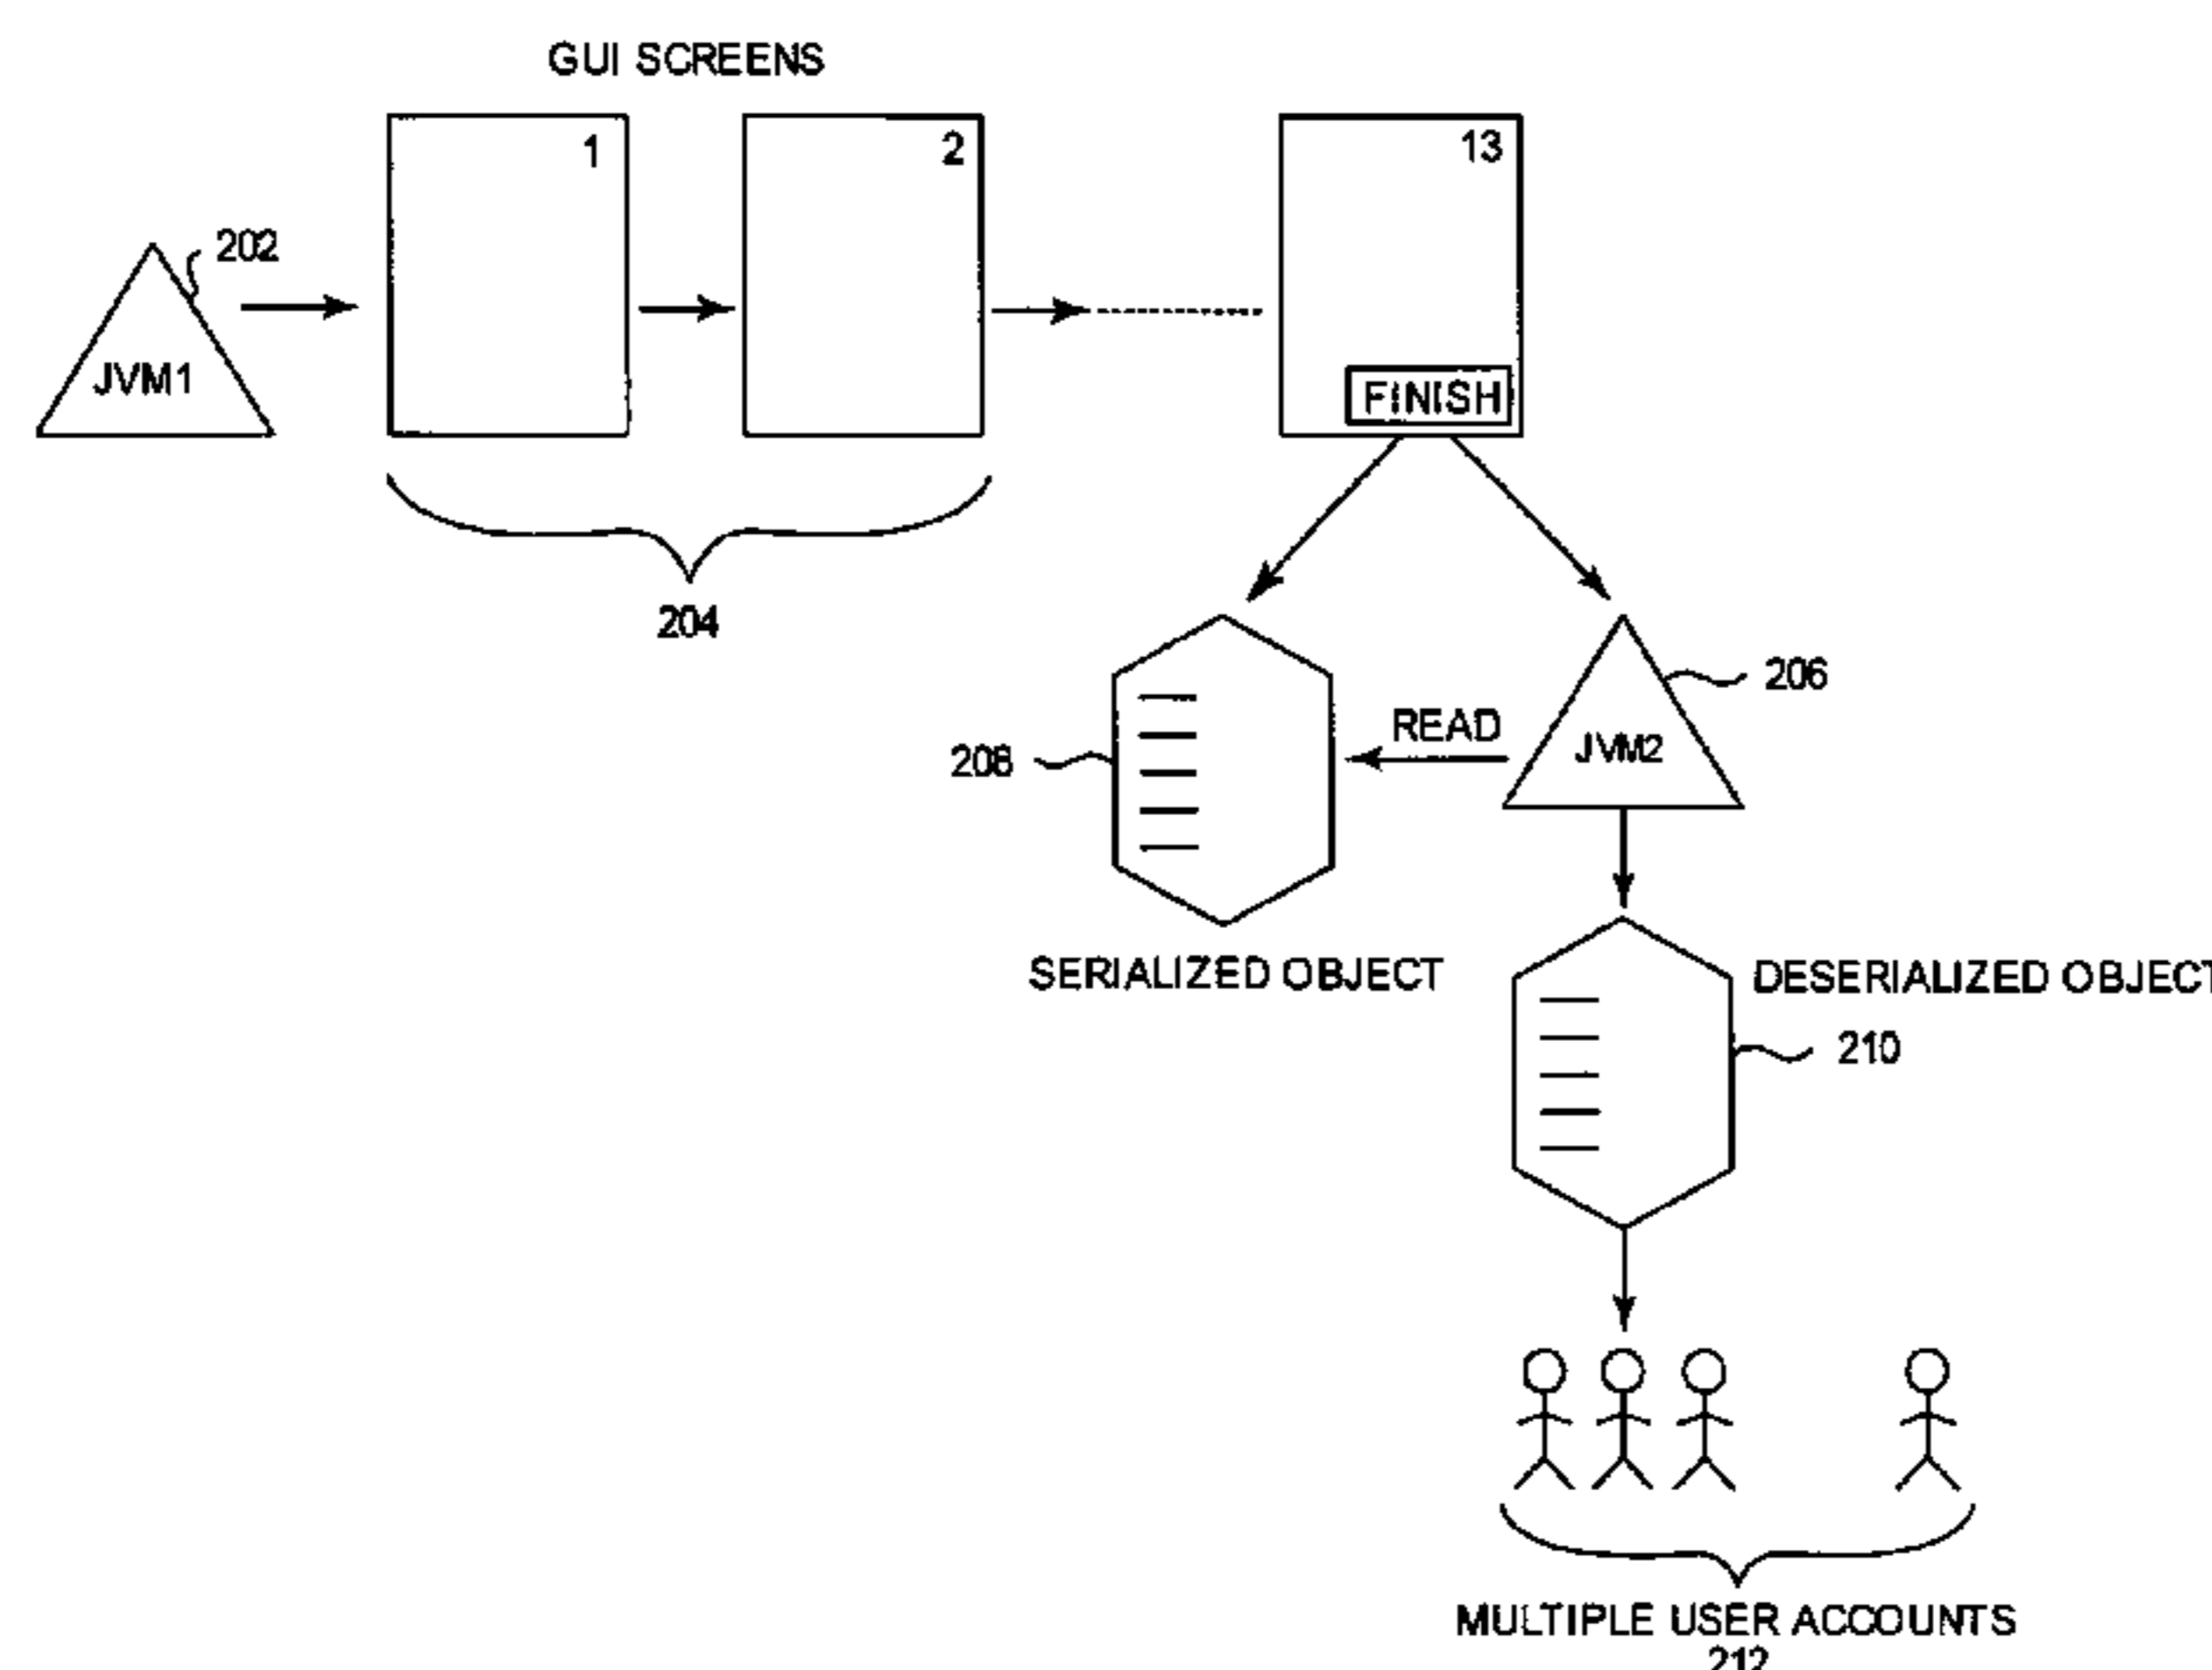 GUI SCREENS
1
2
13
202
JVM1
FINISH
204
206
READ
208
JVM2
SERIALIZED OBJECT
DESERIALIZED OBJECT
210
MULTIPLE USER ACCOUNTS
212